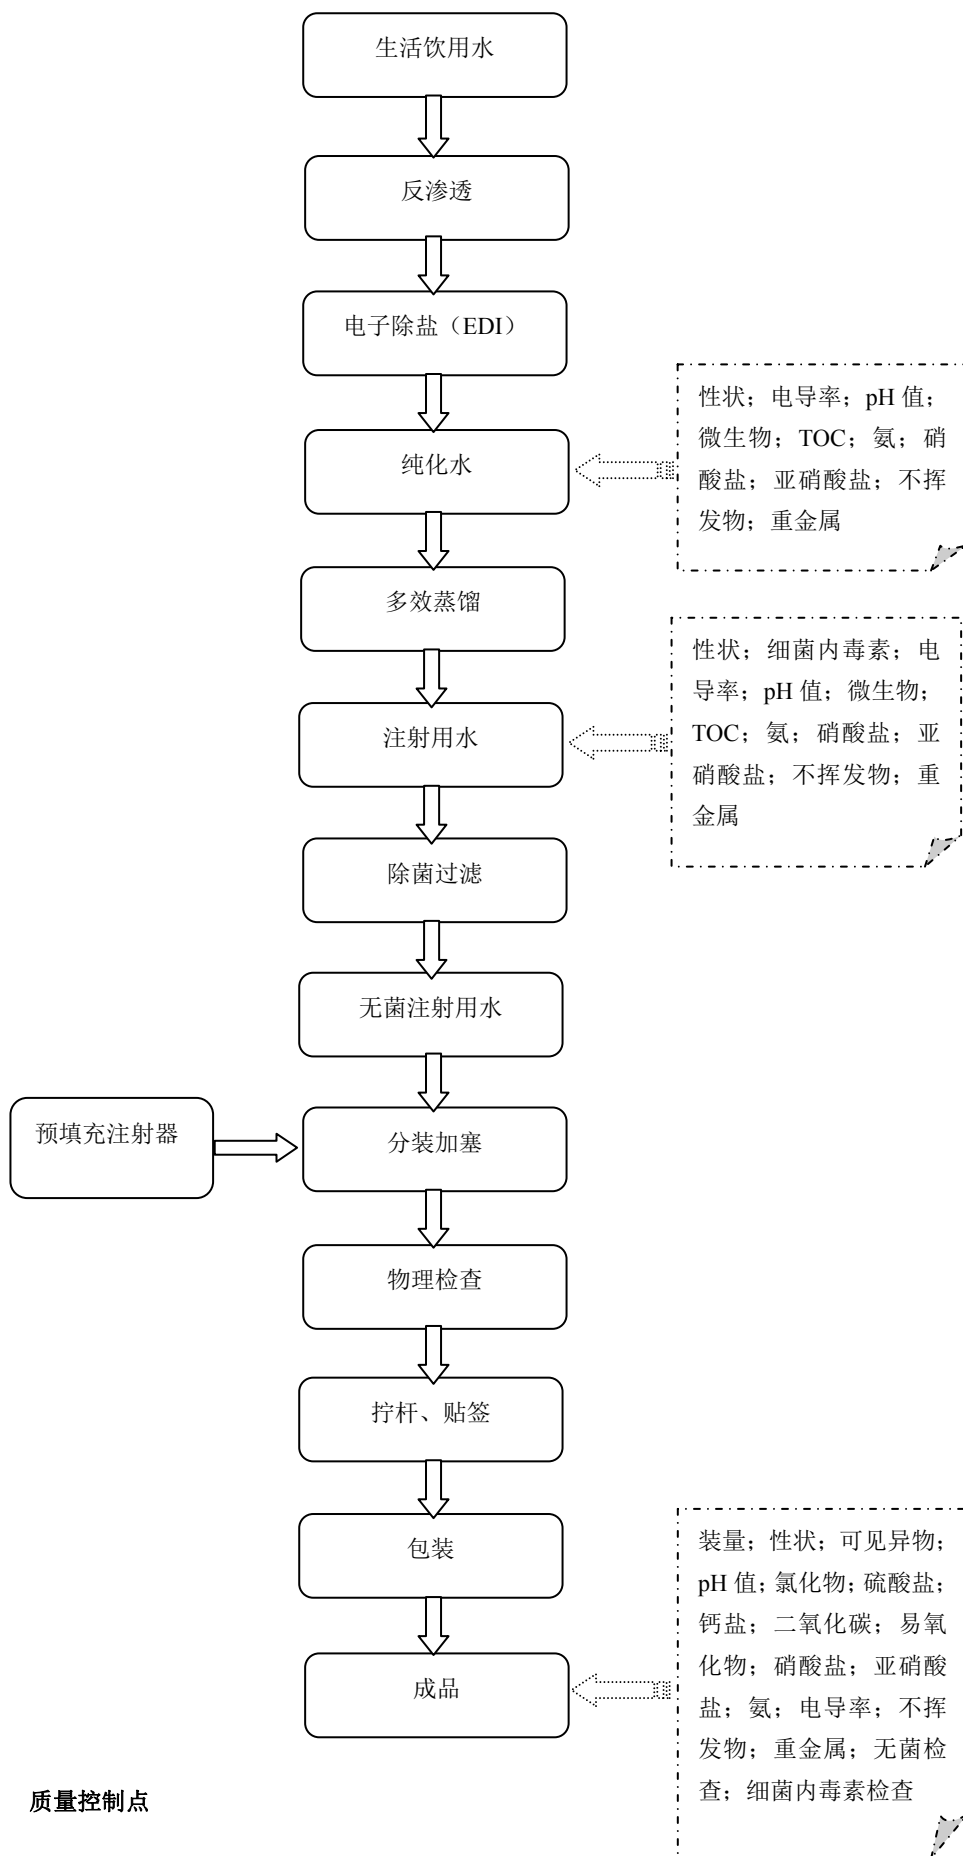 生活饮用水
反渗透
电子除盐（EDI）
纯化水
性状；电导率；pH 值；
微生物；TOC；氨；硝
酸盐；亚硝酸盐；不挥
发物；重金属
多效蒸馏
注射用水
性状；细菌内毒素；电
导率；pH 值；微生物；
TOC；氨；硝酸盐；亚
硝酸盐；不挥发物；重
金属
除菌过滤
无菌注射用水
预填充注射器
分装加塞
物理检查
拧杆、贴签
包装
成品
装量；性状；可见异物；
pH 值；氯化物；硫酸盐；
钙盐；二氧化碳；易氧
化物；硝酸盐；亚硝酸
盐；氨；电导率；不挥
发物；重金属；无菌检
查；细菌内毒素检查
质量控制点